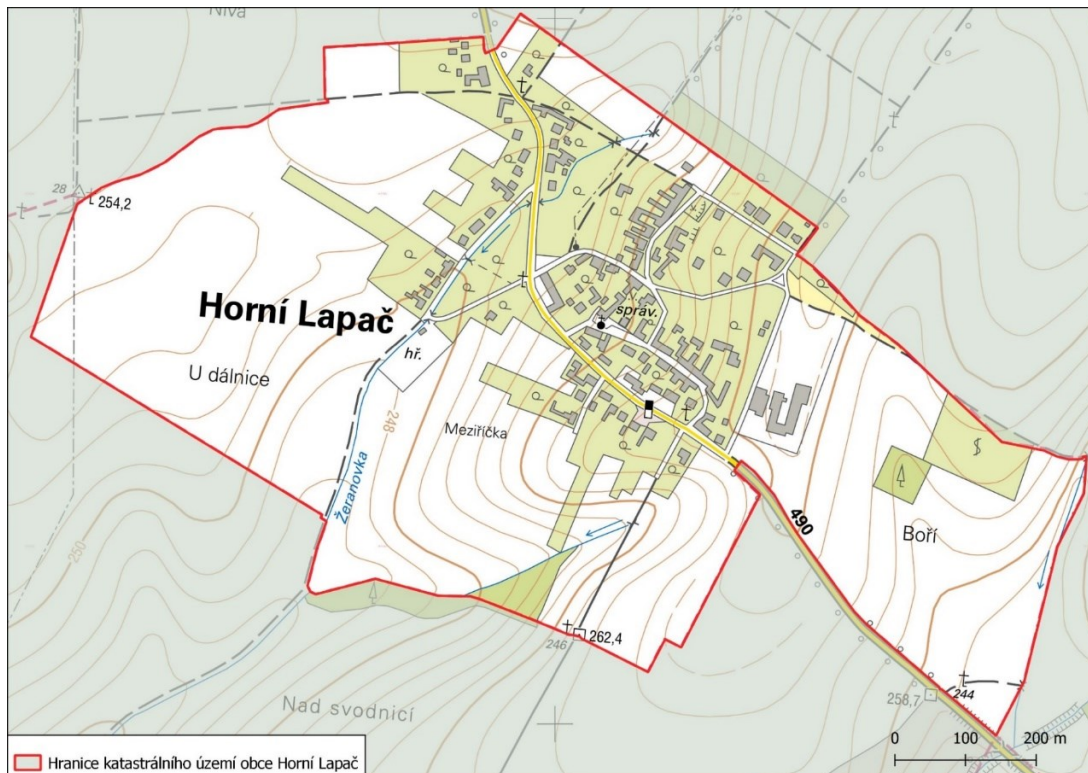 Niva
28
254,2
Horní Lapač
U dálnice
hř.
správ.
248
Meziříčka
Žeranovka
490
Boří
250
262,4
246
Nad svodnicí
258,7
244
0 100 200 m
Hranice katastrálního území obce Horní Lapač